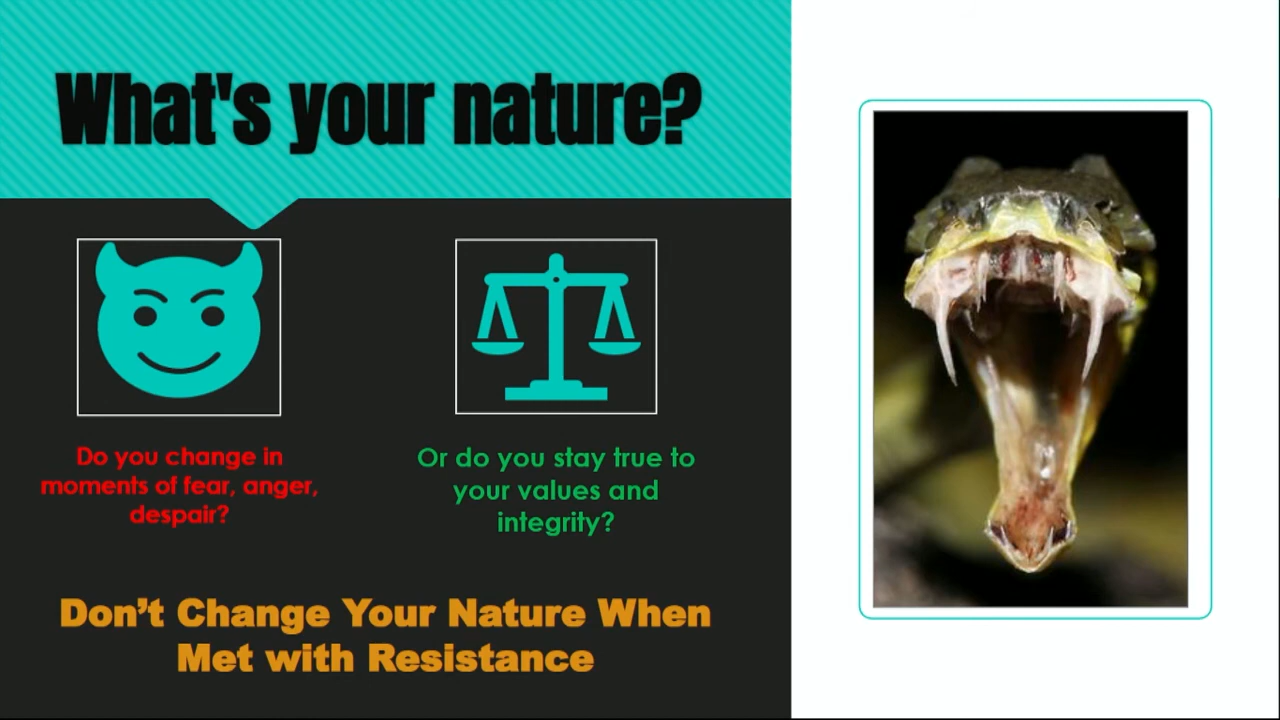 What's your nature?
Do you change in
moments of fear, anger,
despair?
Or do you stay true to
your values and
integrity?
Don’t Change Your Nature When
Met with Resistance